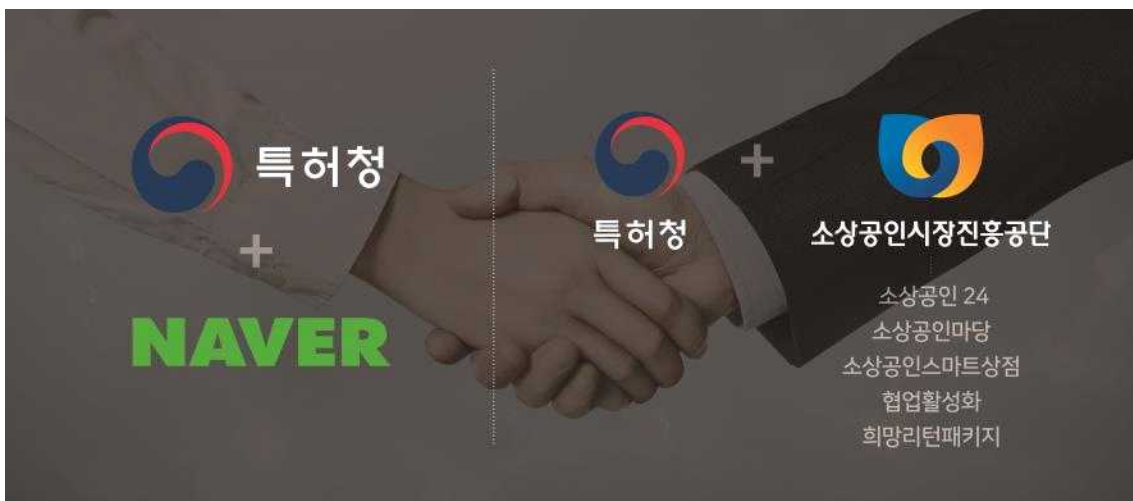 특허청
+
NAVER
특허청
+
소상공인시장진흥공단
소상공인 24
소상공인마당
소상공인스마트상점
협업활성화
희망리턴패키지